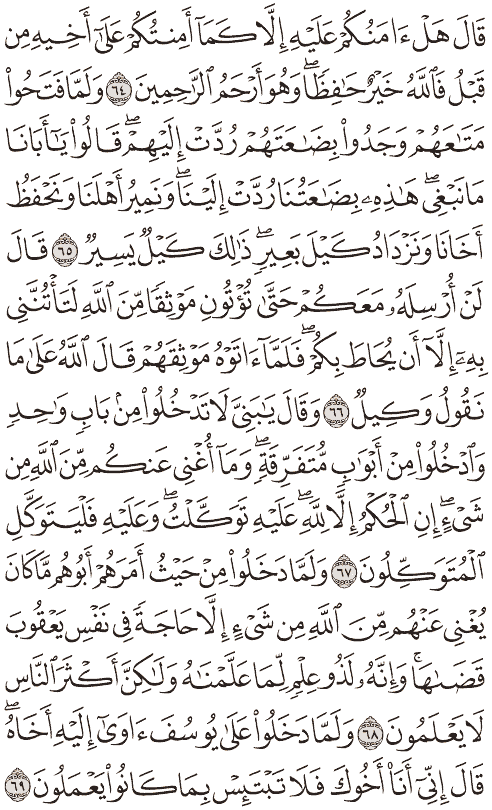 قَالَ هَلْ ءَامَنُكُمْ عَلَيْهِ إِلَّا كَمَآ أَمِنتُكُمْ عَلَىٰٓ أَخِيهِ مِن
قَبْلُ فَٱللَّهُ خَيْرٌ حَٰفِظًاۖ وَهُوَ أَرْحَمُ ٱلرَّٰحِمِينَ ٦٤ وَلَمَّا فَتَحُواْ
مَتَٰعَهُمْ وَجَدُواْ بِضَٰعَتَهُمْ رُدَّتْ إِلَيْهِمْۖ قَالُواْ يَٰٓأَبَانَا
مَا نَبْغِيۖ هَٰذِهِۦ بِضَٰعَتُنَا رُدَّتْ إِلَيْنَاۖ وَنَمِيرُ أَهْلَنَا وَنَحْفَظُ
أَخَانَا وَنَزْدَادُ كَيْلَ بَعِيرٖۖ ذَٰلِكَ كَيْلٌ يَسِيرٌ ٦٥ قَالَ
لَنْ أُرْسِلَهُۥ مَعَكُمْ حَتَّىٰ تُؤْتُونِ مَوْثِقًا مِّنَ ٱللَّهِ لَتَأْتُنَّنِي
بِهِۦٓ إِلَّآ أَن يُحَاطَ بِكُمْۖ فَلَمَّآ ءَاتَوْهُ مَوْثِقَهُمْ قَالَ ٱللَّهُ عَلَىٰ مَا
نَقُولُ وَكِيلٌ ٦٦ وَقَالَ يَٰبَنِيَّ لَا تَدْخُلُواْ مِنۢ بَابٖ وَٰحِدٖ
وَٱدْخُلُواْ مِنْ أَبْوَٰبٖ مُّتَفَرِّقَةٖۖ وَمَآ أُغْنِي عَنكُم مِّنَ ٱللَّهِ مِن
شَيْءٍۖ إِنِ ٱلْحُكْمُ إِلَّا لِلَّهِۖ عَلَيْهِ تَوَكَّلْتُۖ وَعَلَيْهِ فَلْيَتَوَكَّلِ
ٱلْمُتَوَكِّلُونَ ٦٧ وَلَمَّا دَخَلُواْ مِنْ حَيْثُ أَمَرَهُمْ أَبُوهُم مَّا كَانَ
يُغْنِي عَنْهُم مِّنَ ٱللَّهِ مِن شَيْءٍ إِلَّا حَاجَةٗ فِي نَفْسِ يَعْقُوبَ
قَضَىٰهَاۚ وَإِنَّهُۥ لَذُو عِلْمٖ لِّمَا عَلَّمْنَٰهُ وَلَٰكِنَّ أَكْثَرَ ٱلنَّاسِ
لَا يَعْلَمُونَ ٦٨ وَلَمَّا دَخَلُواْ عَلَىٰ يُوسُفَ ءَاوَىٰٓ إِلَيْهِ أَخَاهُۖ
قَالَ إِنِّيٓ أَنَا۠ أَخُوكَ فَلَا تَبْتَئِسْ بِمَا كَانُواْ يَعْمَلُونَ ٦٩